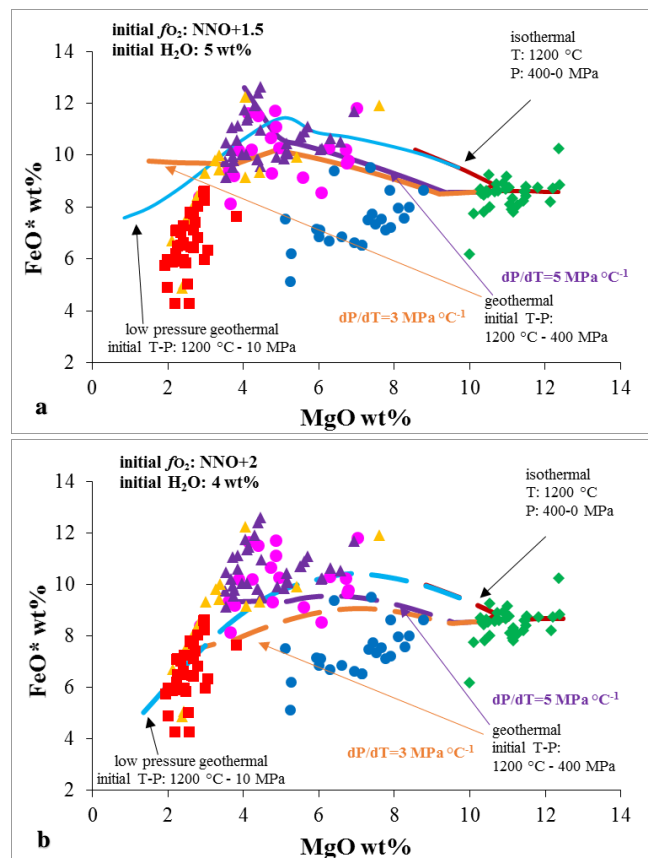 initial fO₂: NNO+1.5
initial H2O: 5 wt%
isothermal
T: 1200 °C
P: 400-0 MPa
14
12
10
8
6
4
2
FeO* wt%
dP/dT=5 MPa °C⁻¹
dP/dT=3 MPa °C⁻¹
geothermal
initial T-P:
1200 °C - 400 MPa
low pressure geothermal
initial T-P: 1200 °C - 10 MPa
0 2 4 6 8 10 12 14
MgO wt%
a
initial fO₂: NNO+2
initial H2O: 4 wt%
isothermal
T: 1200 °C
P: 400-0 MPa
14
12
10
8
6
4
2
FeO* wt%
dP/dT=5 MPa °C⁻¹
geothermal
initial T-P:
1200 °C - 400 MPa
dP/dT=3 MPa °C⁻¹
low pressure geothermal
initial T-P: 1200 °C - 10 MPa
0 2 4 6 8 10 12 14
MgO wt%
b